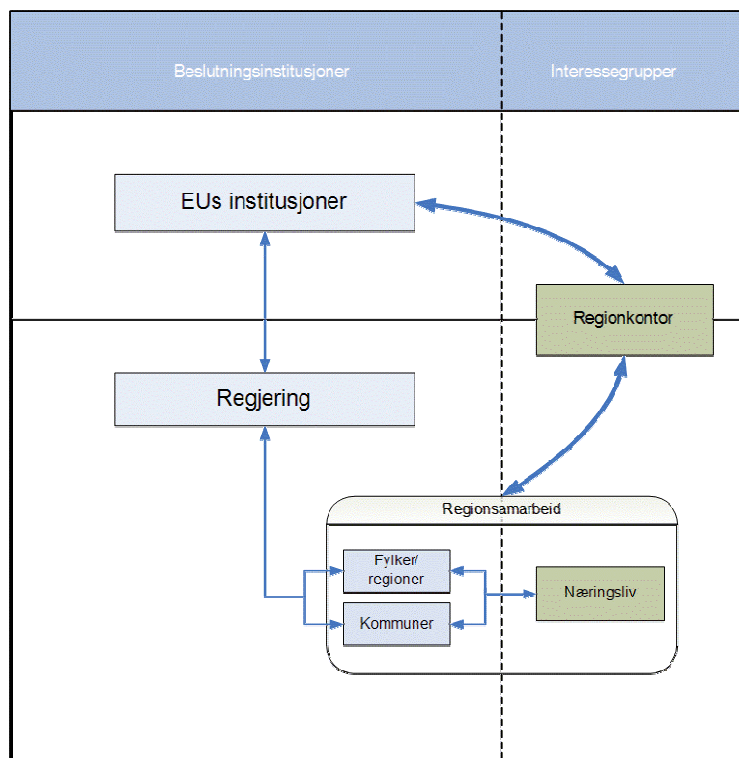 Beslutningsinstitusjoner
Interessegrupper
EUs institusjoner
Regionkontor
Regjering
Regionsamarbeid
Fylker/
regioner
Næringsliv
Kommuner